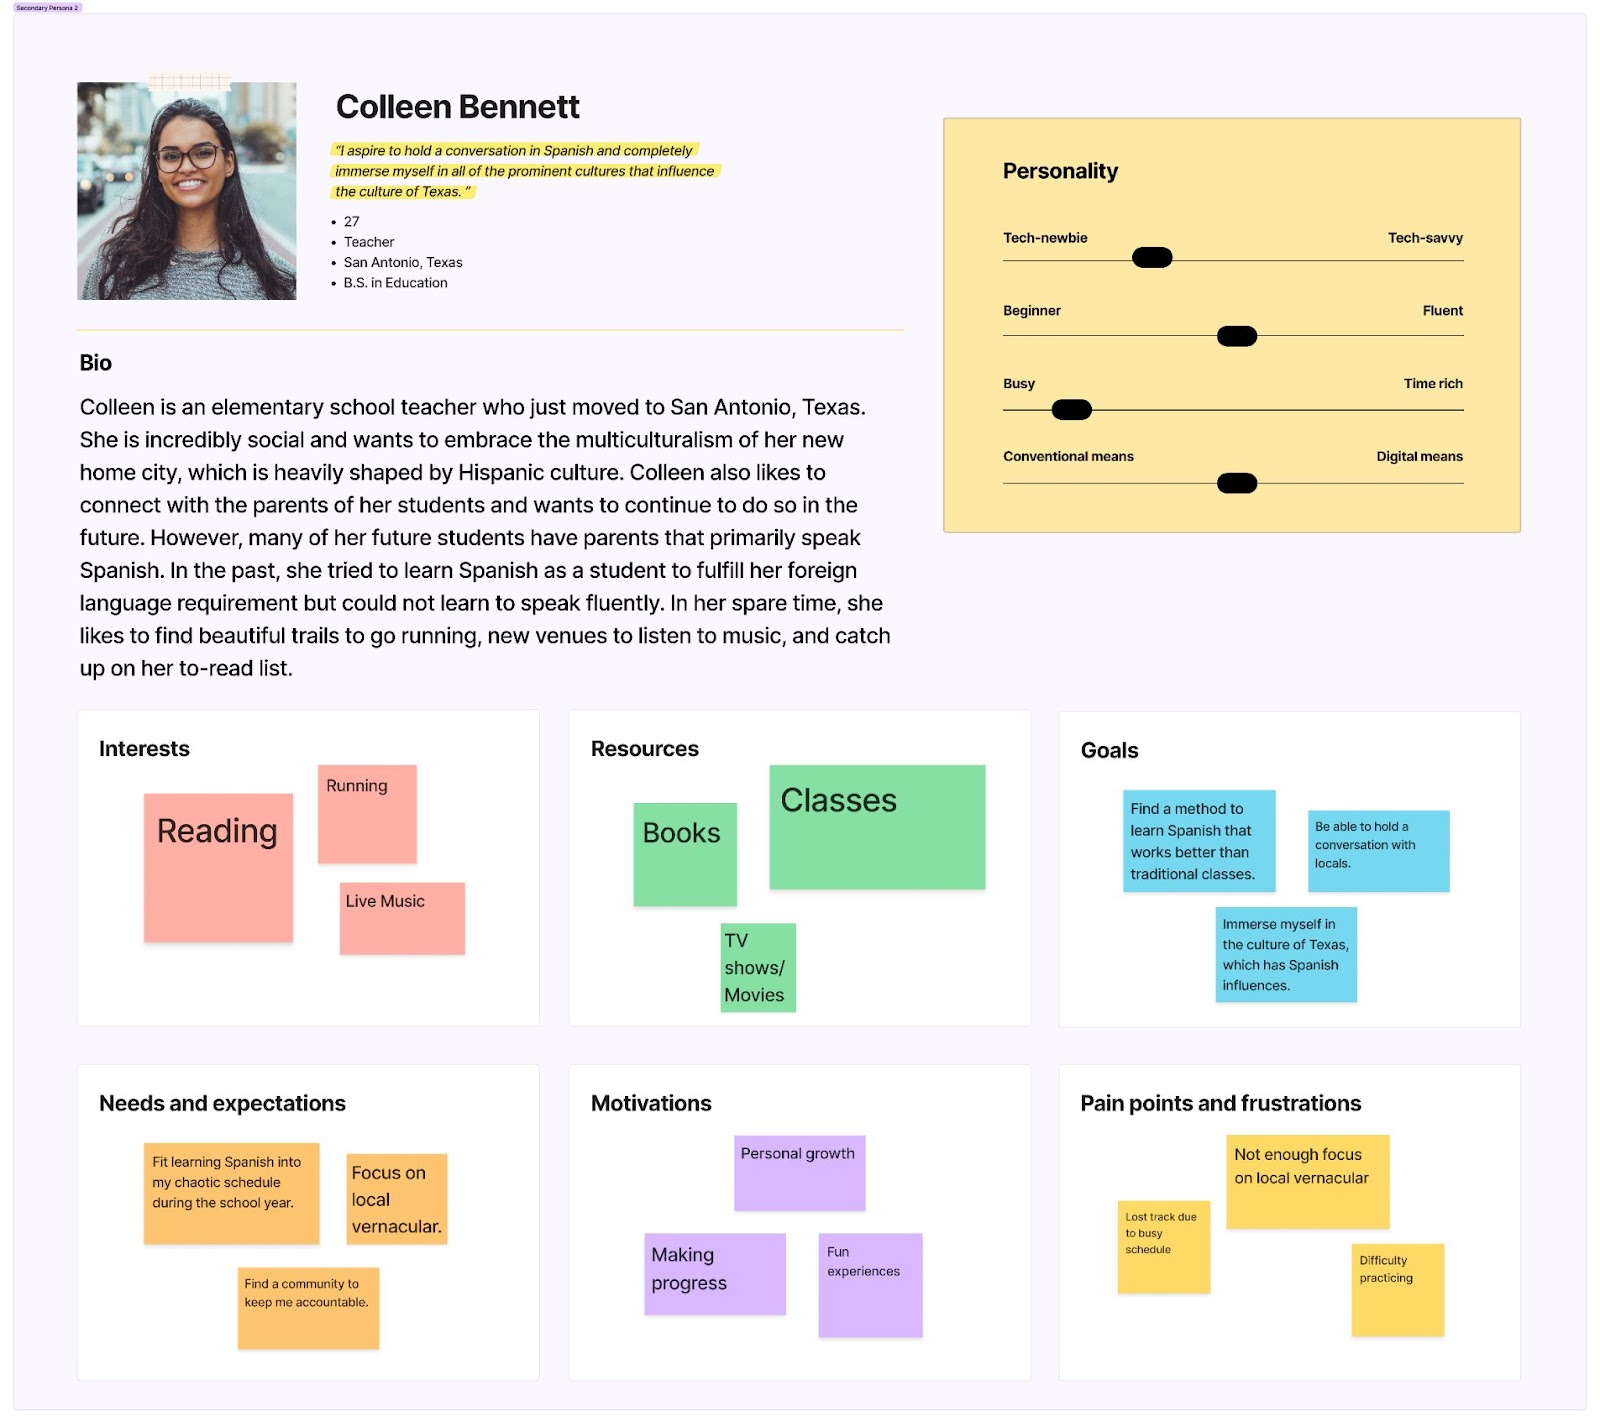 Secondary Persona 2
Colleen Bennett
“I aspire to hold a conversation in Spanish and completely
immerse myself in all of the prominent cultures that influence
the culture of Texas. ”
• 27
• Teacher
• San Antonio, Texas
• B.S. in Education
Personality
Tech-newbie Tech-savvy
Beginner Fluent
Busy Time rich
Conventional means Digital means
Bio
Colleen is an elementary school teacher who just moved to San Antonio, Texas.
She is incredibly social and wants to embrace the multiculturalism of her new
home city, which is heavily shaped by Hispanic culture. Colleen also likes to
connect with the parents of her students and wants to continue to do so in the
future. However, many of her future students have parents that primarily speak
Spanish. In the past, she tried to learn Spanish as a student to fulfill her foreign
language requirement but could not learn to speak fluently. In her spare time, she
likes to find beautiful trails to go running, new venues to listen to music, and catch
up on her to-read list.
Interests
Reading
Running
Live Music
Resources
Books
Classes
TV
shows/
Movies
Goals
Find a method to
learn Spanish that
works better than
traditional classes.
Be able to hold a
conversation with
locals.
Immerse myself in
the culture of Texas,
which has Spanish
influences.
Needs and expectations
Fit learning Spanish into
my chaotic schedule
during the school year.
Focus on
local
vernacular.
Find a community to
keep me accountable.
Motivations
Personal growth
Making
progress
Fun
experiences
Pain points and frustrations
Not enough focus
on local vernacular
Lost track due
to busy
schedule
Difficulty
practicing